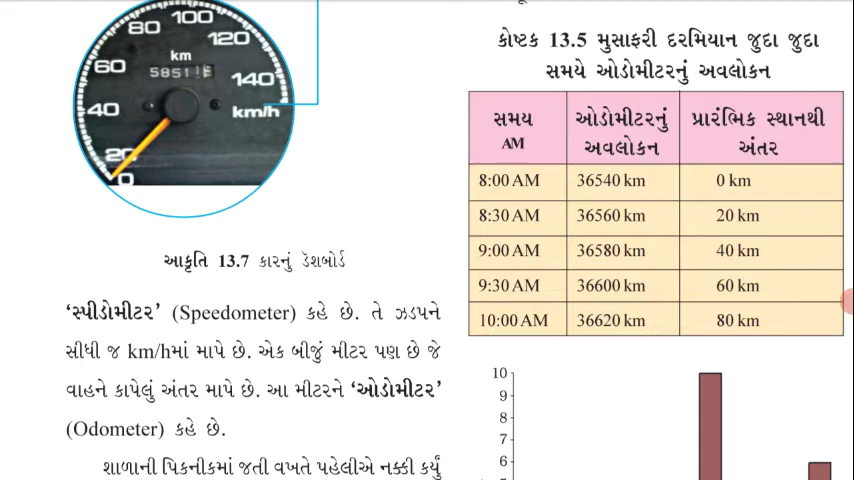 80
100
120
60
km
5851
140
40
km/h
20
0
આકૃતિ 13.7 કારનું ડૅશબોર્ડ
‘સ્પીડોમીટર’ (Speedometer) કહે છે. તે ઝડપને
સીધી જ km/hમાં માપે છે. એક બીજું મીટર પણ છે જે
વાહને કાપેલું અંતર માપે છે. આ મીટરને ‘ઓડોમીટર’
(Odometer) કહે છે.
શાળાની પિકનીકમાં જતી વખતે પહેલીએ નક્કી કર્યું
કોષ્ટક 13.5 મુસાફરી દરમિયાન જુદા જુદા
સમયે ઓડોમીટરનું અવલોકન
સમય AM ઓડોમીટરનું અવલોકન પ્રારંભિક સ્થાનથી અંતર
8:00 AM 36540 km 0 km
8:30 AM 36560 km 20 km
9:00 AM 36580 km 40 km
9:30 AM 36600 km 60 km
10:00 AM 36620 km 80 km
10
9
8
7
6